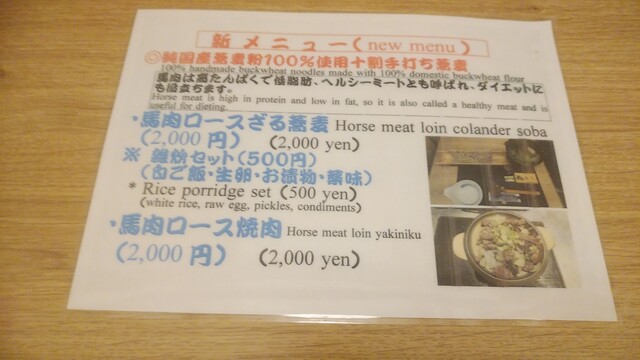 新 メニュー(new menu)
◎純国産蕎麦粉100%使用十割手打ち蕎麦
100% handmade buckwheat noodles made with 100% domestic buckwheat flour
馬肉は高たんぱくで低脂肪、ヘルシーミートとも呼ばれ、ダイエットに
も役立ちます。
Horse meat is high in protein and low in fat, so it is also called a healthy meat and is
useful for dieting.
・馬肉ロースざる蕎麦 Horse meat loin colander soba
(2,000 円) (2,000 yen)
※ 雑炊セット(500円)
(白ご飯・生卵・お漬物・薬味)
* Rice porridge set (500 yen)
(white rice, raw egg, pickles, condiments)
・馬肉ロース焼肉 Horse meat loin yakiniku
(2,000 円) (2,000 yen)